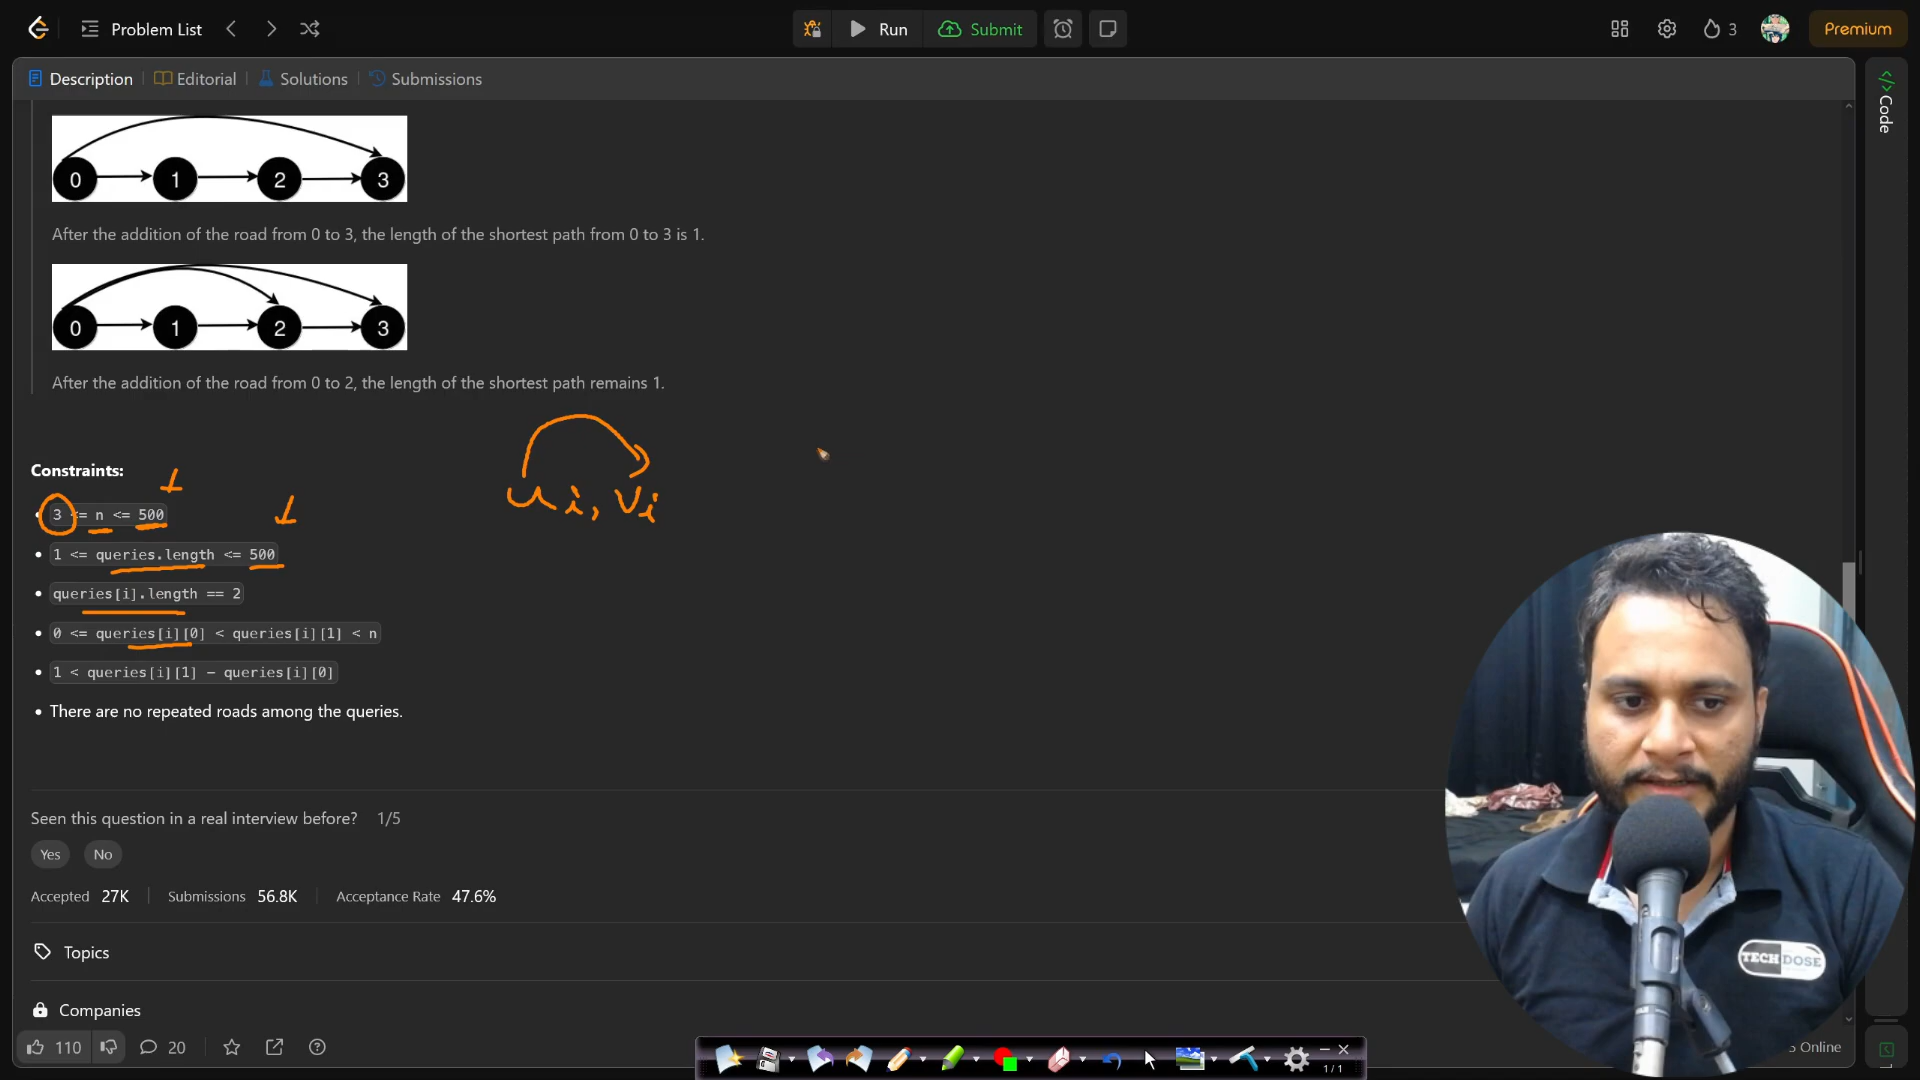 Problem List
Run
Submit
3
Premium
Description
Editorial
Solutions
Submissions
Code
0 1 2 3
After the addition of the road from 0 to 3, the length of the shortest path from 0 to 3 is 1.
0 1 2 3
After the addition of the road from 0 to 2, the length of the shortest path remains 1.
ui, vi
Constraints:
3 <= n <= 500
1 <= queries.length <= 500
queries[i].length == 2
0 <= queries[i][0] < queries[i][1] < n
1 < queries[i][1] - queries[i][0]
There are no repeated roads among the queries.
Seen this question in a real interview before? 1/5
Yes No
Accepted 27K Submissions 56.8K Acceptance Rate 47.6%
TECH DOSE
Topics
Companies
110
20
Online
1/1